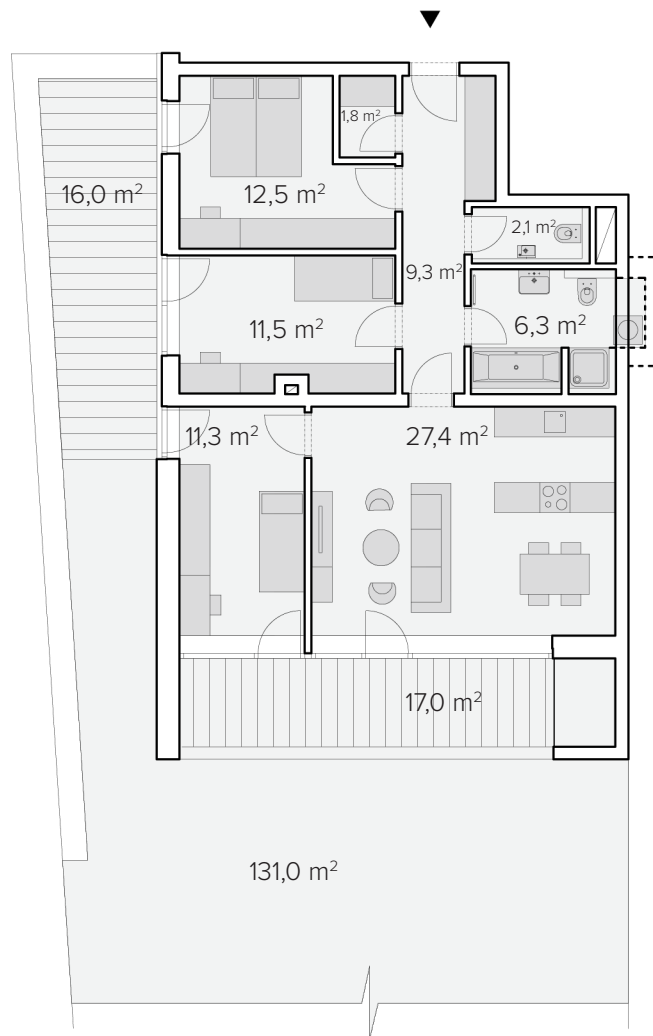 1,8 m²
16,0 m²
12,5 m²
2,1 m²
9,3 m²
11,5 m²
6,3 m²
11,3 m²
27,4 m²
17,0 m²
131,0 m²